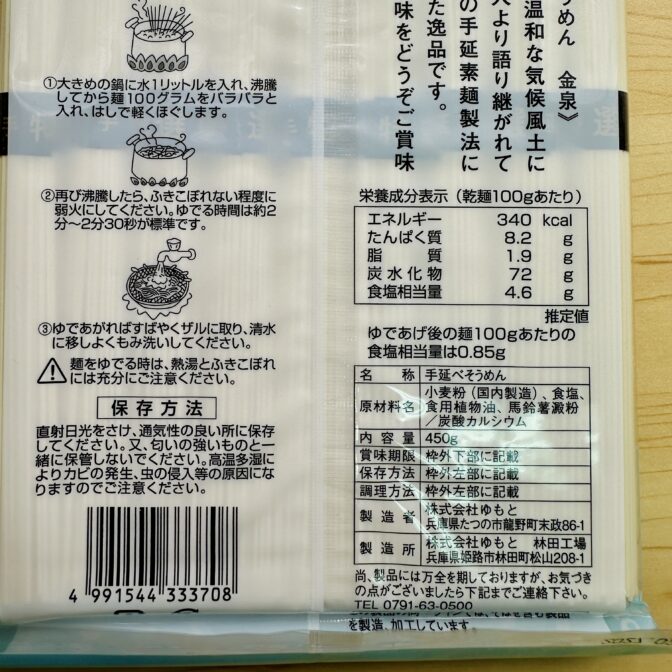 ①大きめの鍋に水1リットルを入れ、沸騰
してから麺100グラムをバラバラと
入れ、はしで軽くほぐします。
②再び沸騰したら、ふきこぼれない程度に
弱火にしてください。ゆでる時間は約2
分〜2分30秒が標準です。
③ゆであがればすばやくザルに取り、清水
に移しよくもみ洗いしてください。
麺をゆでる時は、熱湯とふきこぼれ
には充分にご注意ください。
保存方法
直射日光をさけ、通気性の良い所に保存
してください。又、匂いの強いものと一
緒に保管しないでください。高温多湿に
よりカビの発生、虫の侵入等の原因にな
りますのでご注意ください。
4 991544 333708
うめん 金泉》
温和な気候風土に
より語り継がれて
の手延素麺製法に
た逸品です。
味をどうぞご賞味
栄養成分表示(乾麺100gあたり)
エネルギー 340 kcal
たんぱく質 8.2 g
脂質 1.9 g
炭水化物 72 g
食塩相当量 4.6 g
推定値
ゆであげ後の麺100gあたりの
食塩相当量は0.85g
名称 手延べそうめん
原材料名 小麦粉(国内製造)、食塩、
食用植物油、馬鈴薯澱粉
/炭酸カルシウム
内容量 450g
賞味期限 枠外下部に記載
保存方法 枠外左部に記載
調理方法 枠外左部に記載
製造者 株式会社ゆもと
兵庫県たつの市龍野町末政86-1
製造所 株式会社ゆもと 林田工場
兵庫県姫路市林田町松山208-1
尚、製品には万全を期しておりますが、お気づき
の点がございましたら下記までご連絡下さい。
TEL 0791-63-0500
を製造、加工しています。